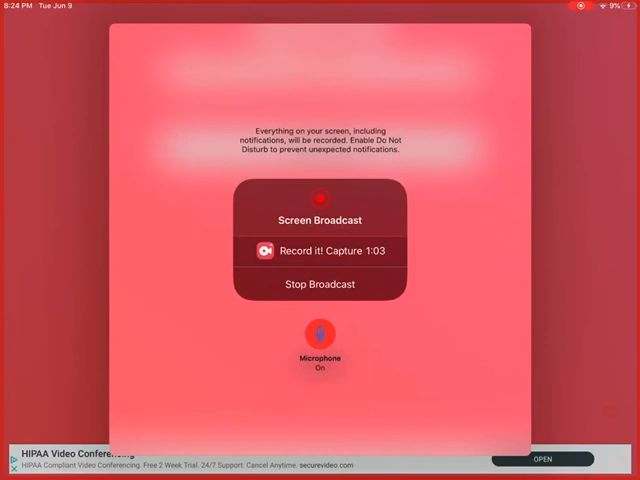 8:24 PM Tue Jun 9
9%
Everything on your screen, including
notifications, will be recorded. Enable Do Not
Disturb to prevent unexpected notifications.
Screen Broadcast
Record it! Capture 1:03
Stop Broadcast
Microphone
On
HIPAA Video Conferencing
HIPAA Compliant Video Conferencing. Free 2 Week Trial. 24/7 Support. Cancel Anytime. securevideo.com
OPEN